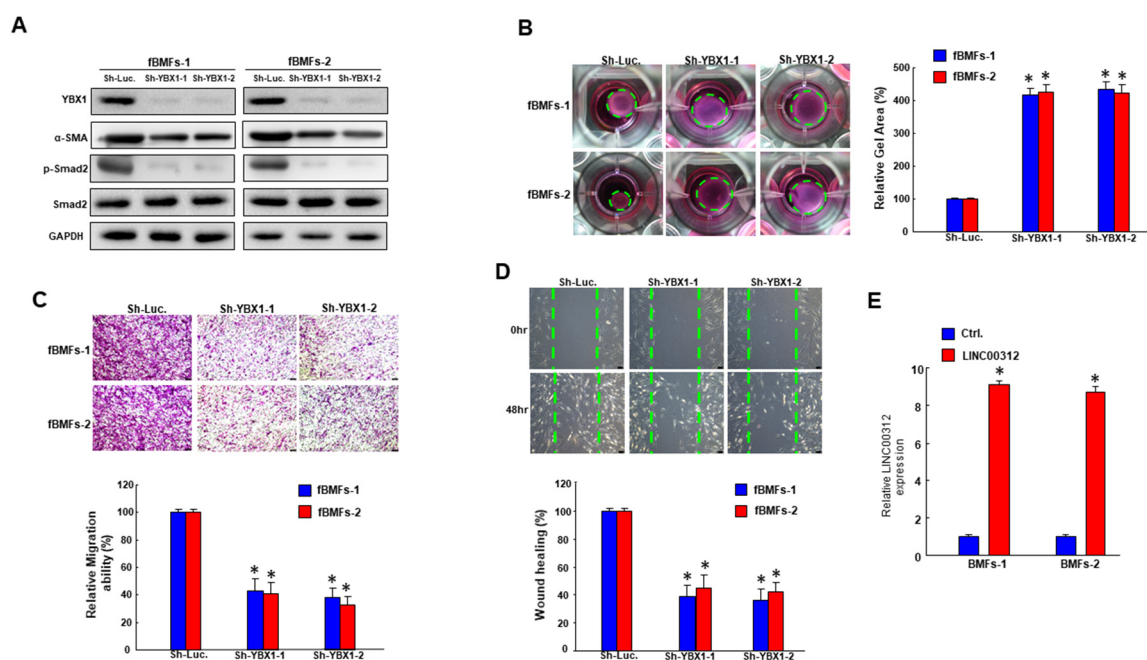 A
fBMFs-1
fBMFs-2
Sh-Luc. Sh-YBX1-1 Sh-YBX1-2
Sh-Luc. Sh-YBX1-1 Sh-YBX1-2
YBX1
α-SMA
p-Smad2
Smad2
GAPDH
B
Sh-Luc. Sh-YBX1-1 Sh-YBX1-2
fBMFs-1
fBMFs-2
fBMFs-1
fBMFs-2
Relative Gel Area (%)
500
400
300
200
100
0
* * * *
Sh-Luc. Sh-YBX1-1 Sh-YBX1-2
C
Sh-Luc. Sh-YBX1-1 Sh-YBX1-2
fBMFs-1
fBMFs-2
fBMFs-1
fBMFs-2
Relative Migration
ability(%)
120
100
80
60
40
20
0
* * * *
Sh-Luc. Sh-YBX1-1 Sh-YBX1-2
D
Sh-Luc. Sh-YBX1-1 Sh-YBX1-2
0hr
48hr
fBMFs-1
fBMFs-2
Wound healing (%)
120
100
80
60
40
20
0
* * * *
Sh-Luc. Sh-YBX1-1 Sh-YBX1-2
E
Ctrl.
LINC00312
Relative LINC00312
expression
10
8
6
4
2
0
* *
BMFs-1 BMFs-2